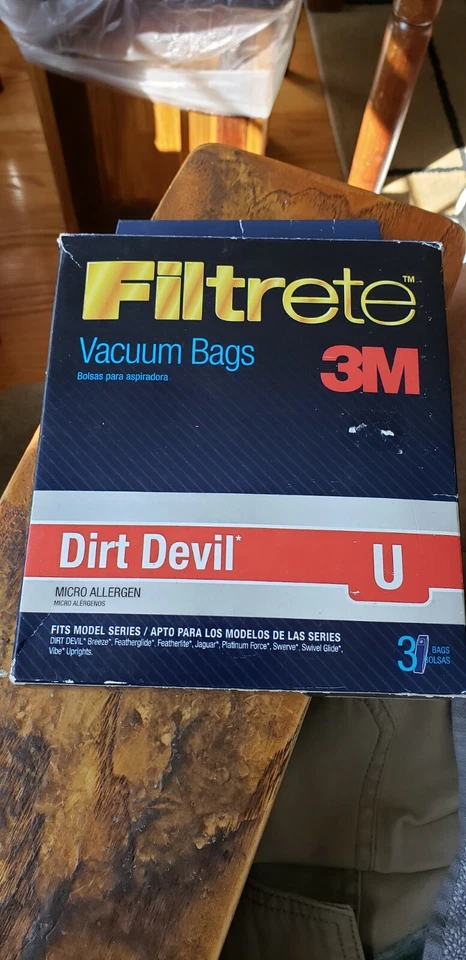 Filtrete™
Vacuum Bags
Bolsas para aspiradora
3M
Dirt Devil*
U
MICRO ALLERGEN
MICRO ALÉRGENOS
FITS MODEL SERIES / APTO PARA LOS MODELOS DE LAS SERIES
DIRT DEVIL* Breeze*, Featherglide*, Featherlite*, Jaguar*, Platinum Force*, Swerve*, Swivel Glide*,
Vibe* Uprights.
3 BAGS
BOLSAS